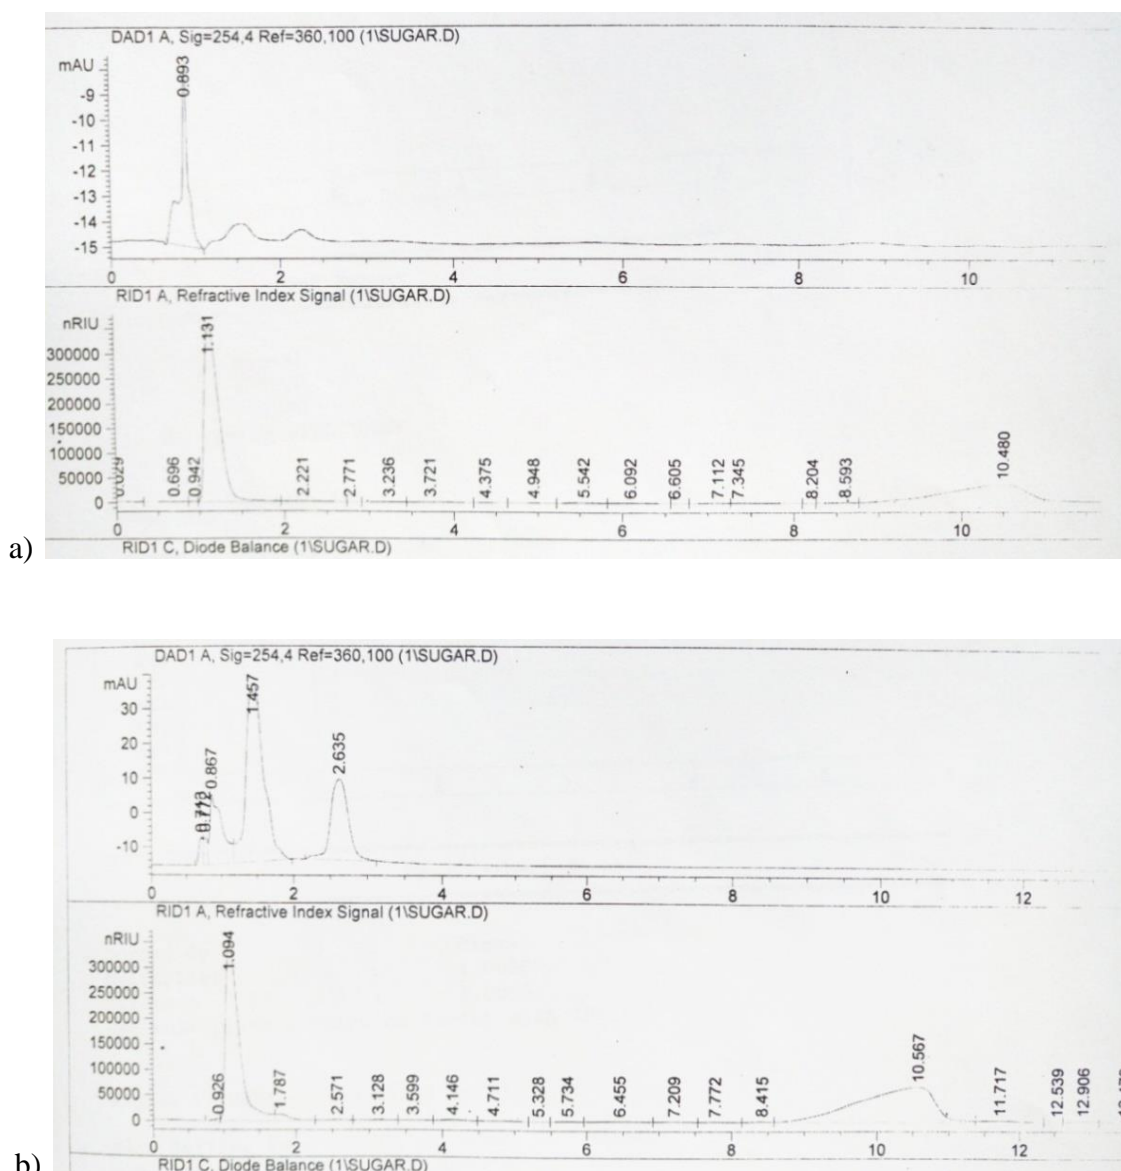 DAD1 A, Sig=254,4 Ref=360,100 (1\SUGAR.D)
mAU
0.893
-9
-10
-11
-12
-13
-14
-15
0 2 4 6 8 10
RID1 A, Refractive Index Signal (1\SUGAR.D)
nRIU
1.131
300000
250000
200000
150000
100000
50000
0
0.029 0.696 0.942 2.221 2.771 3.236 3.721 4.375 4.948 5.542 6.092 6.605 7.112 7.345 8.204 8.593 10.480
0 2 4 6 8 10
a)
RID1 C, Diode Balance (1\SUGAR.D)
DAD1 A, Sig=254,4 Ref=360,100 (1\SUGAR.D)
mAU
30
20
10
0
-10
0.772 0.867 1.457 2.635
0 2 4 6 8 10 12
RID1 A, Refractive Index Signal (1\SUGAR.D)
nRIU
300000
250000
200000
150000
100000
50000
0
0.926 1.094 1.787 2.571 3.128 3.599 4.146 4.711 5.328 5.734 6.455 7.209 7.772 8.415 10.567 11.717 12.539 12.906
0 2 4 6 8 10 12
b)
RID1 C, Diode Balance (1\SUGAR.D)